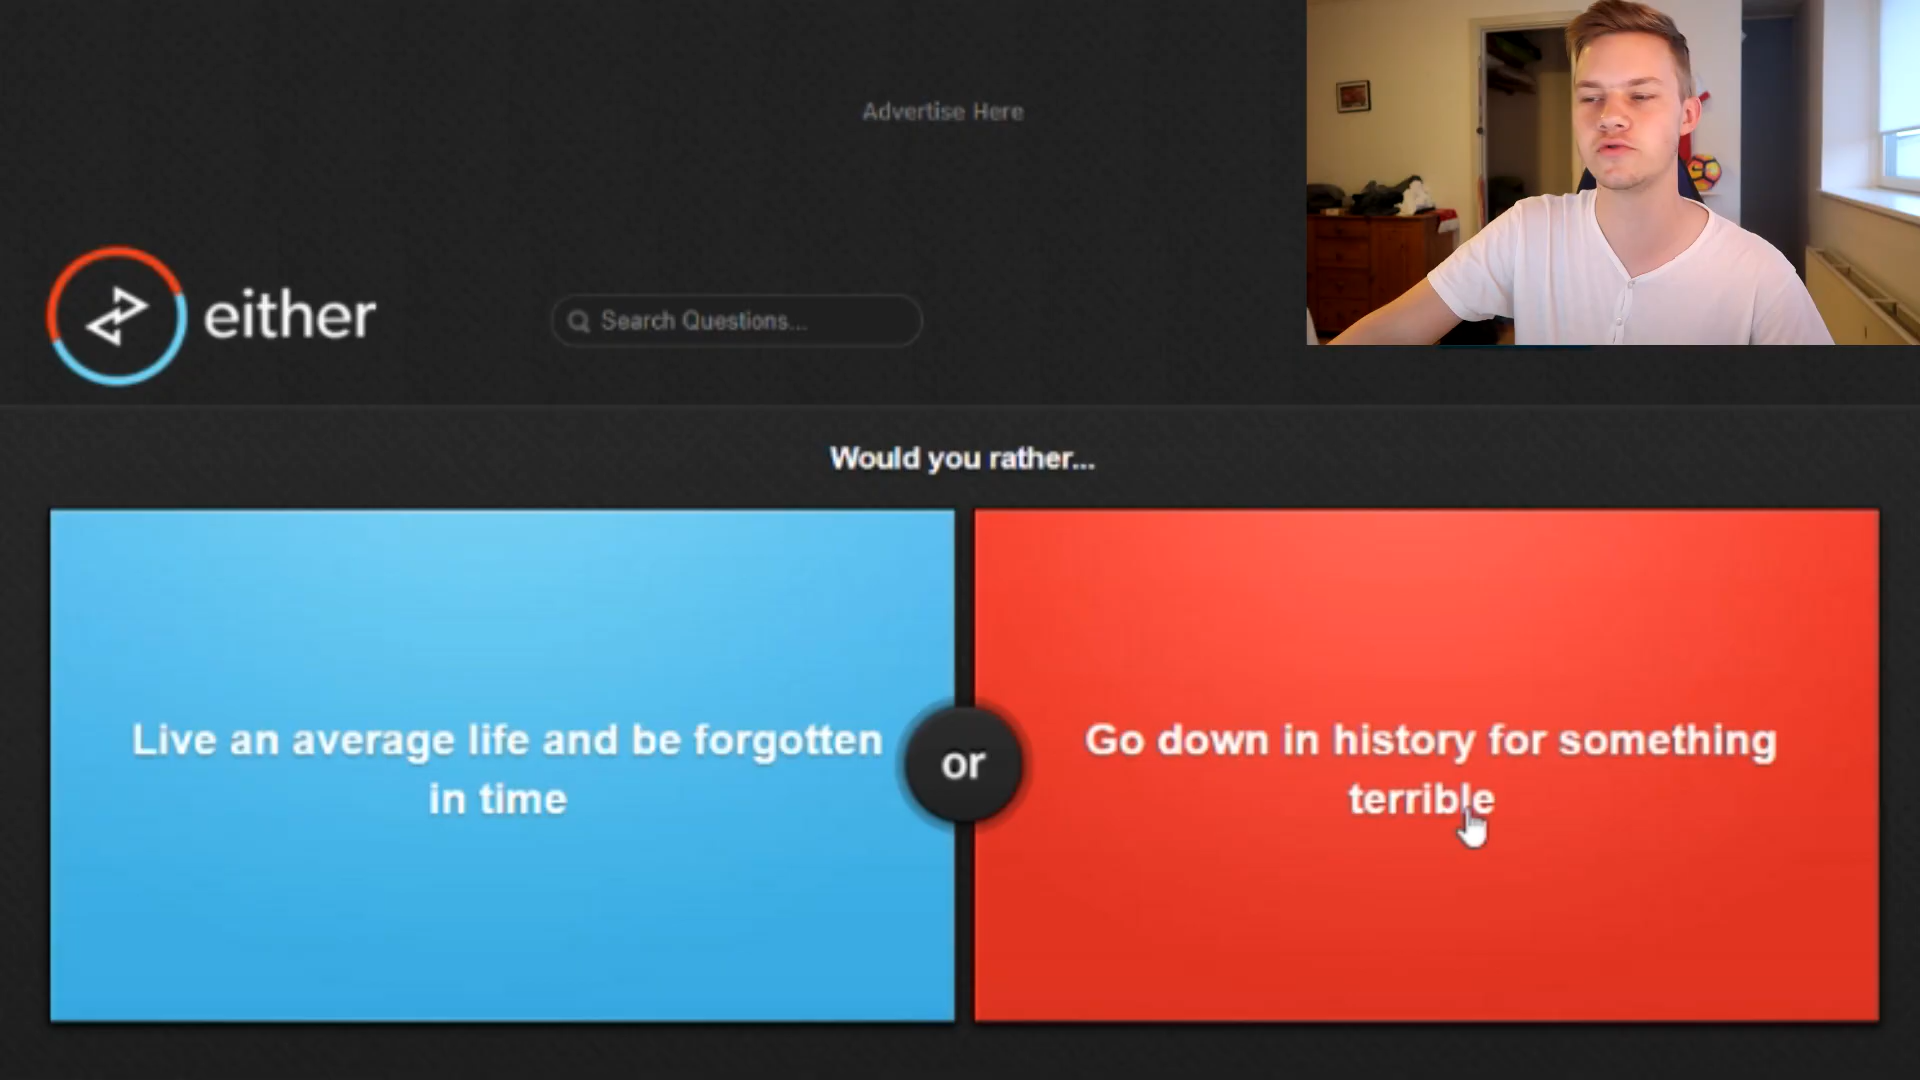 Advertise Here
either
Search Questions...
Would you rather...
Live an average life and be forgotten
in time
or
Go down in history for something
terrible